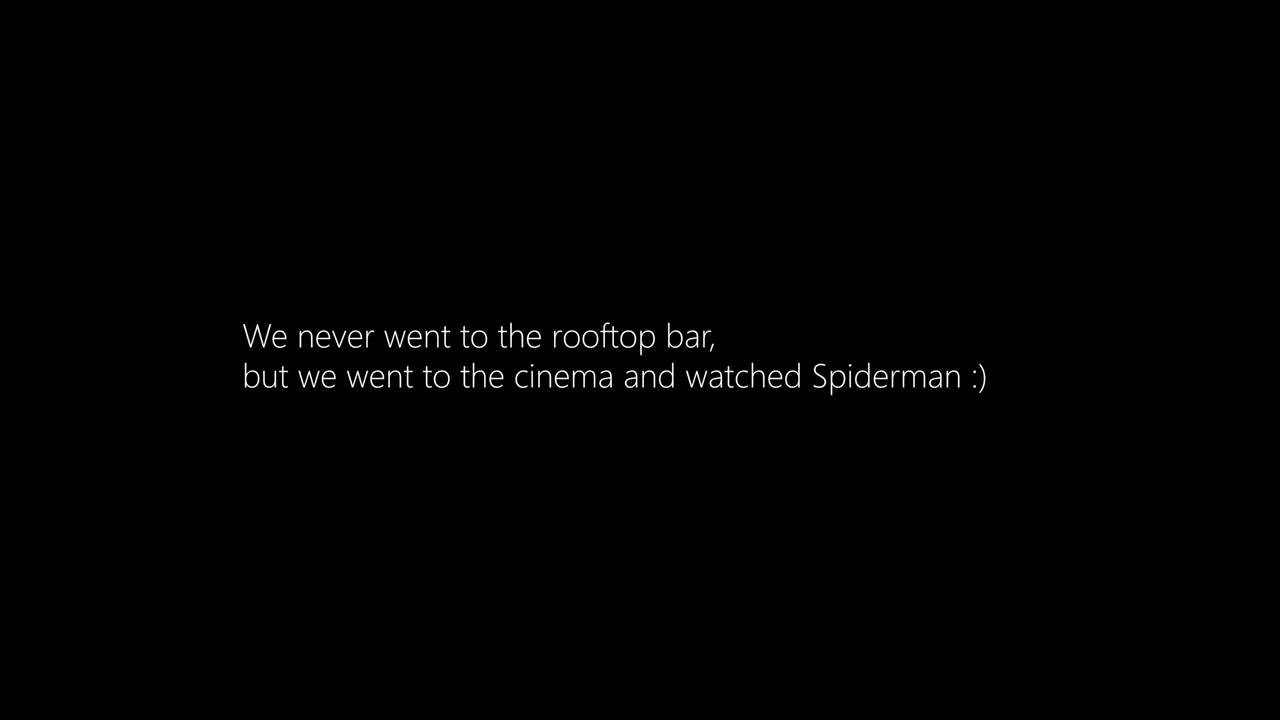 We never went to the rooftop bar,
but we went to the cinema and watched Spiderman :)